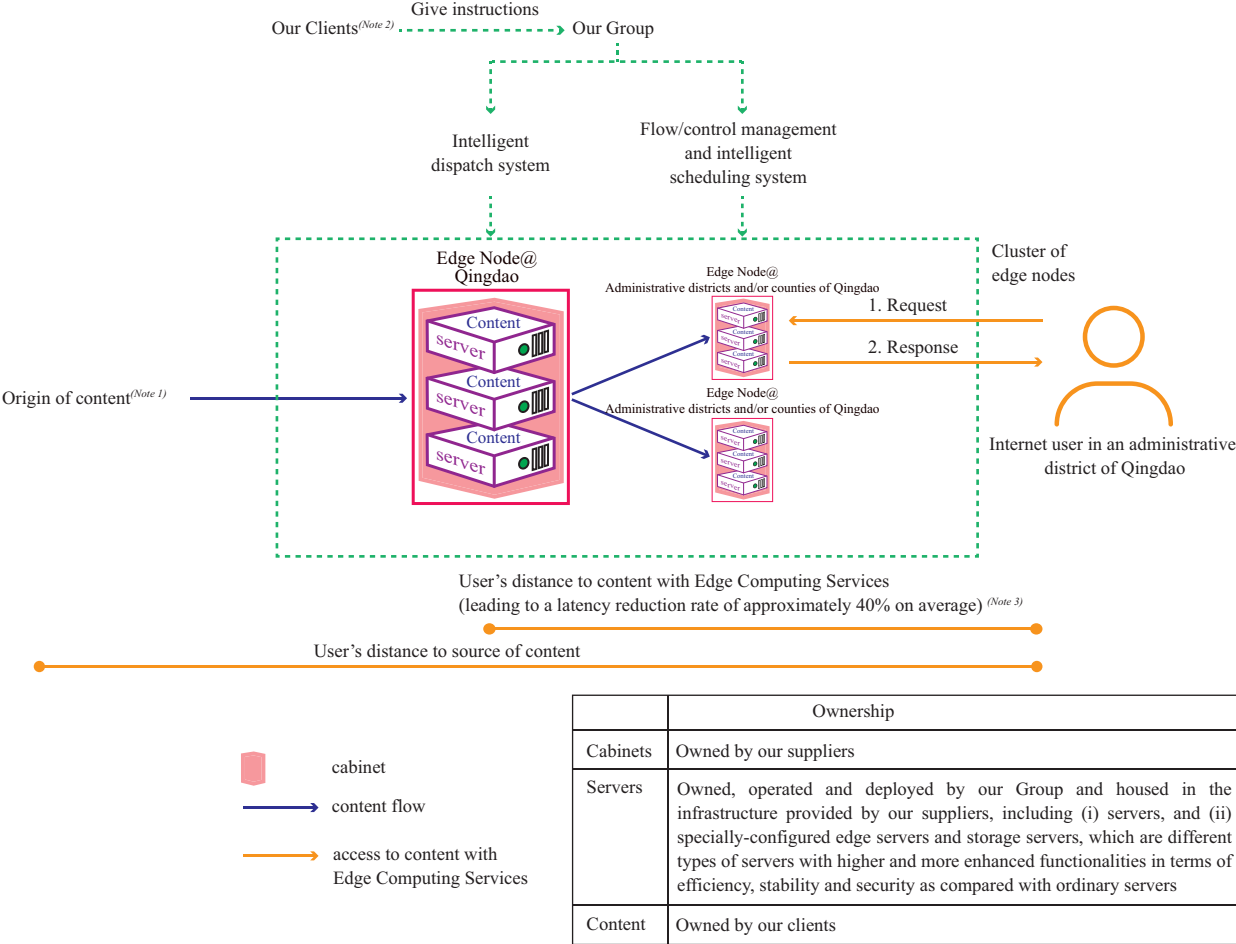 Give instructions
Our Clients(Note 2)
Our Group
Intelligent
dispatch system
Flow/control management
and intelligent
scheduling system
Cluster of
edge nodes
Edge Node@
Qingdao
Content
server
Content
server
Content
server
Edge Node@
Administrative districts and/or counties of Qingdao
Content
server
Content
server
Content
server
Edge Node@
Administrative districts and/or counties of Qingdao
Content
server
Content
server
Content
server
1. Request
2. Response
Origin of content(Note 1)
Internet user in an administrative
district of Qingdao
User’s distance to content with Edge Computing Services
(leading to a latency reduction rate of approximately 40% on average) (Note 3)
User’s distance to source of content
cabinet
content flow
access to content with
Edge Computing Services
Ownership
Cabinets Owned by our suppliers
Servers Owned, operated and deployed by our Group and housed in the
infrastructure provided by our suppliers, including (i) servers, and (ii)
specially-configured edge servers and storage servers, which are different
types of servers with higher and more enhanced functionalities in terms of
efficiency, stability and security as compared with ordinary servers
Content Owned by our clients